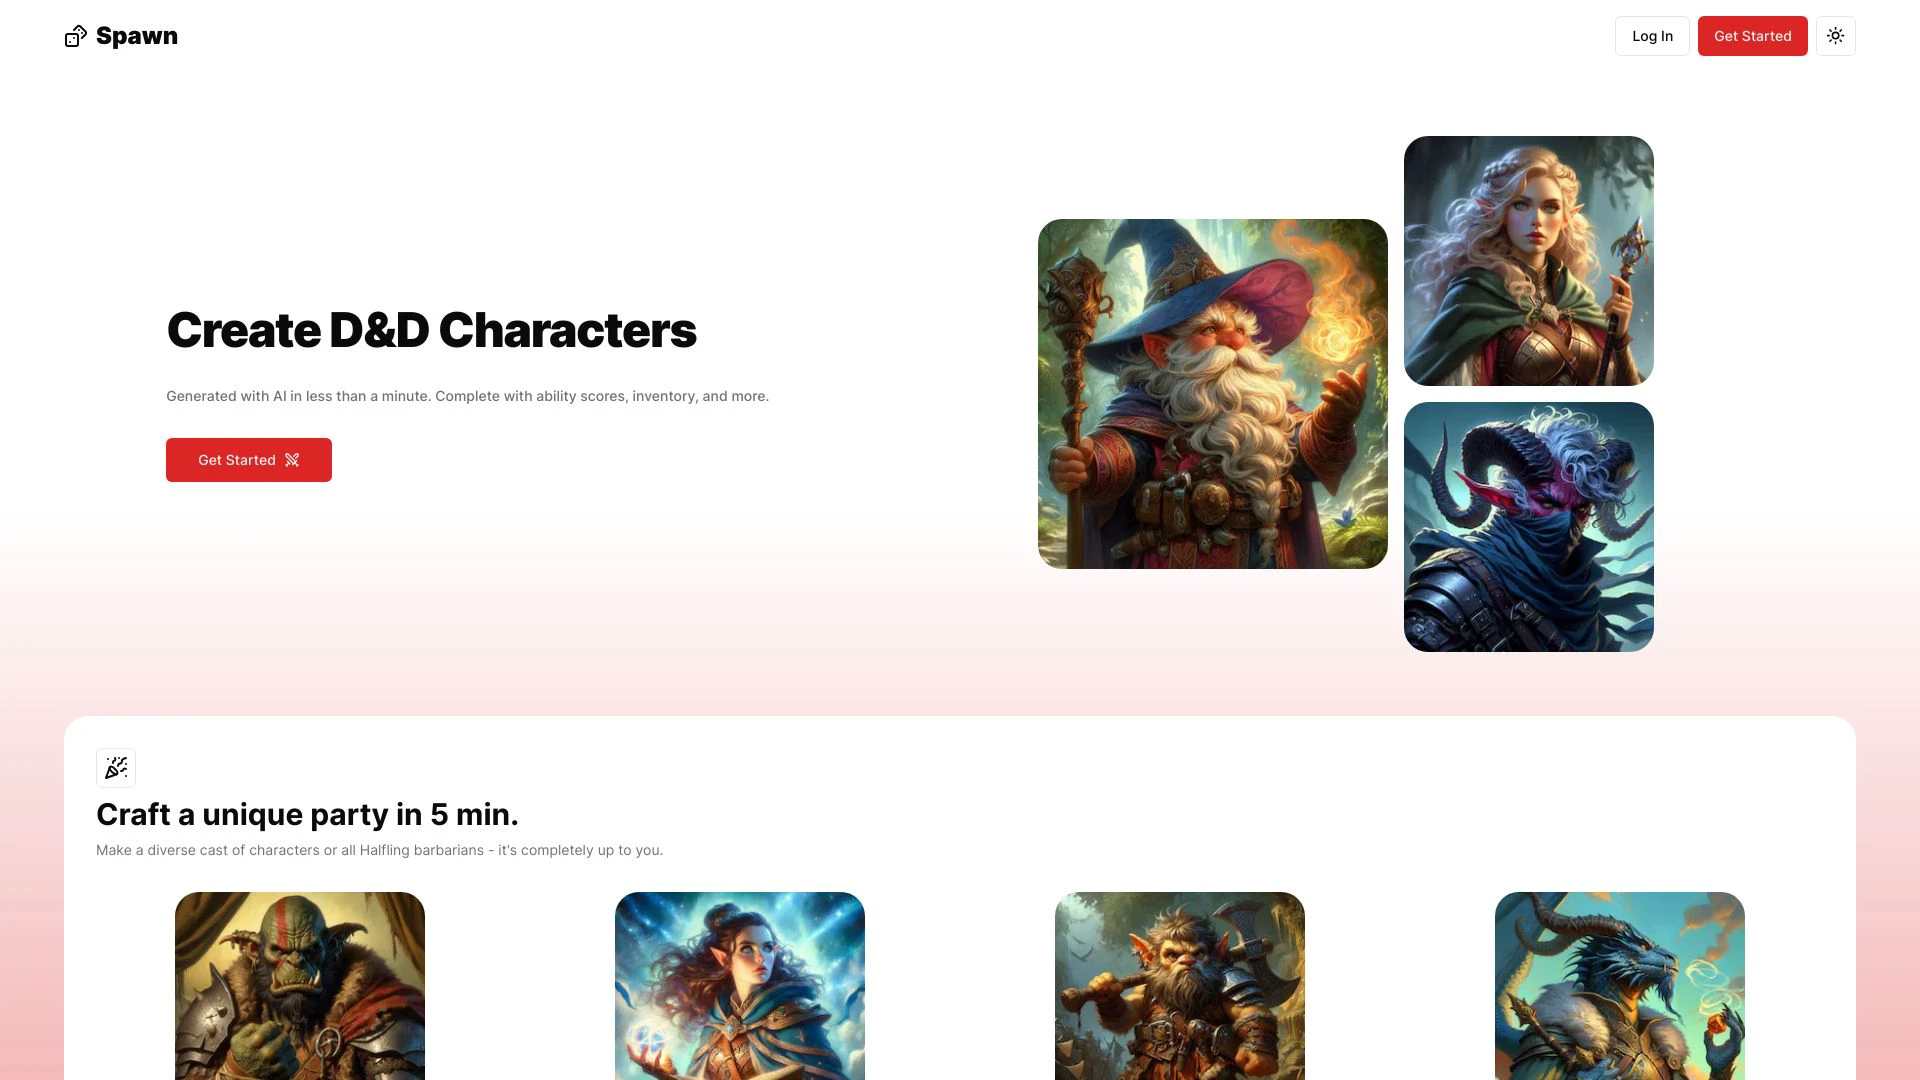 Spawn
Log In
Get Started
Create D&D Characters
Generated with AI in less than a minute. Complete with ability scores, inventory, and more.
Get Started
Craft a unique party in 5 min.
Make a diverse cast of characters or all Halfling barbarians - it's completely up to you.